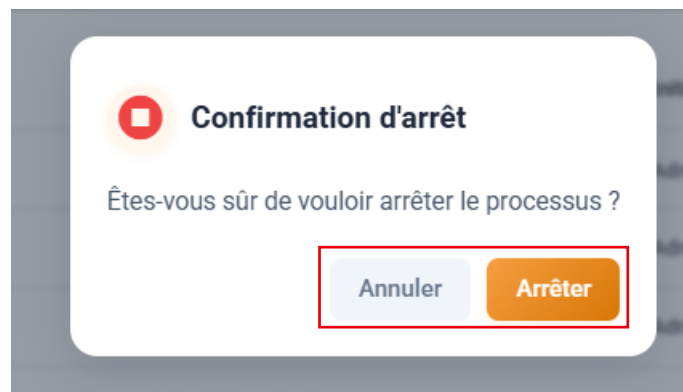 Confirmation d'arrêt
Êtes-vous sûr de vouloir arrêter le processus ?
Annuler Arrêter